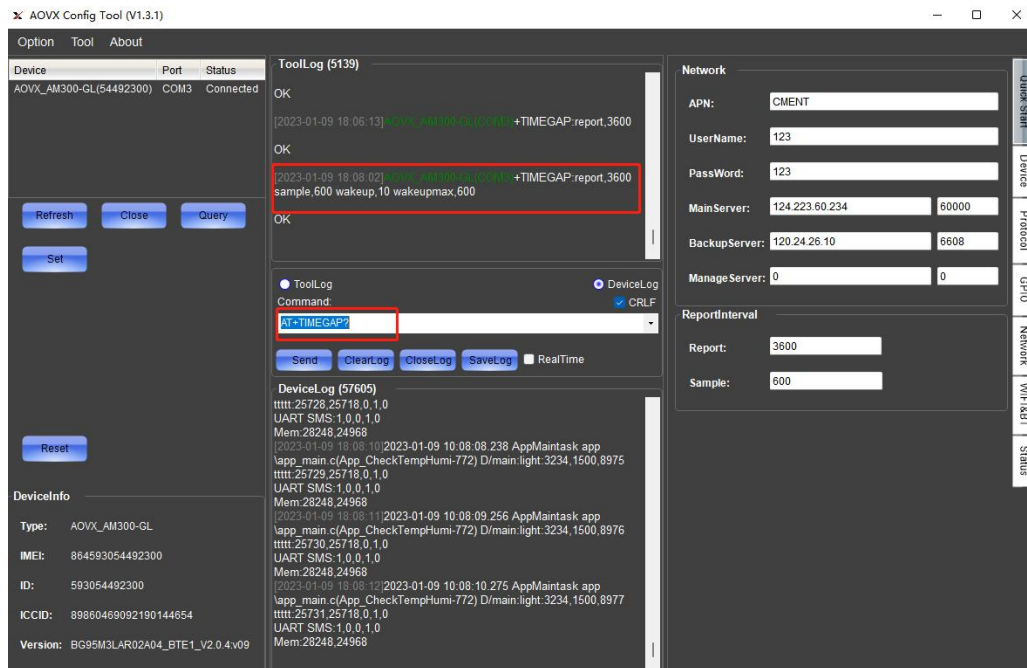 AOVX Config Tool (V1.3.1)
Option Tool About
Device Port Status
AOVX_AM300-GL(54492300) COM3 Connected
Refresh Close Query
Set
Reset
DeviceInfo
Type: AOVX_AM300-GL
IMEI: 864593054492300
ID: 593054492300
ICCID: 89860469092190144654
Version: BG95M3LAR02A04_BTE1_V2.0.4:v09
ToolLog (5139)
OK
[2023-01-09 18:06:13]AOVX_AM300-GL(COM3)+TIMEGAP:report,3600
OK
[2023-01-09 18:08:02]AOVX_AM300-GL(COM3)+TIMEGAP:report,3600
sample,600 wakeup,10 wakeupmax,600
OK
ToolLog DeviceLog
Command: CRLF
AT+TIMEGAP?
Send ClearLog CloseLog SaveLog RealTime
DeviceLog (57605)
ttttt:25728,25718,0,1,0
UART SMS:1,0,0,1,0
Mem:28248,24968
[2023-01-09 18:08:10]2023-01-09 10:08:08.238 AppMaintask app
\app_main.c(App_CheckTempHumi-772) D/main:light:3234,1500,8975
ttttt:25729,25718,0,1,0
UART SMS:1,0,0,1,0
Mem:28248,24968
[2023-01-09 18:08:11]2023-01-09 10:08:09.256 AppMaintask app
\app_main.c(App_CheckTempHumi-772) D/main:light:3234,1500,8976
ttttt:25730,25718,0,1,0
UART SMS:1,0,0,1,0
Mem:28248,24968
[2023-01-09 18:08:12]2023-01-09 10:08:10.275 AppMaintask app
\app_main.c(App_CheckTempHumi-772) D/main:light:3234,1500,8977
ttttt:25731,25718,0,1,0
UART SMS:1,0,0,1,0
Mem:28248,24968
Network
APN: CMENT
UserName: 123
PassWord: 123
MainServer: 124.223.60.234 60000
BackupServer: 120.24.26.10 6608
ManageServer: 0 0
ReportInterval
Report: 3600
Sample: 600
Quick Start
Device
Protocol
GPIO
Network
WIFI&BT
Status